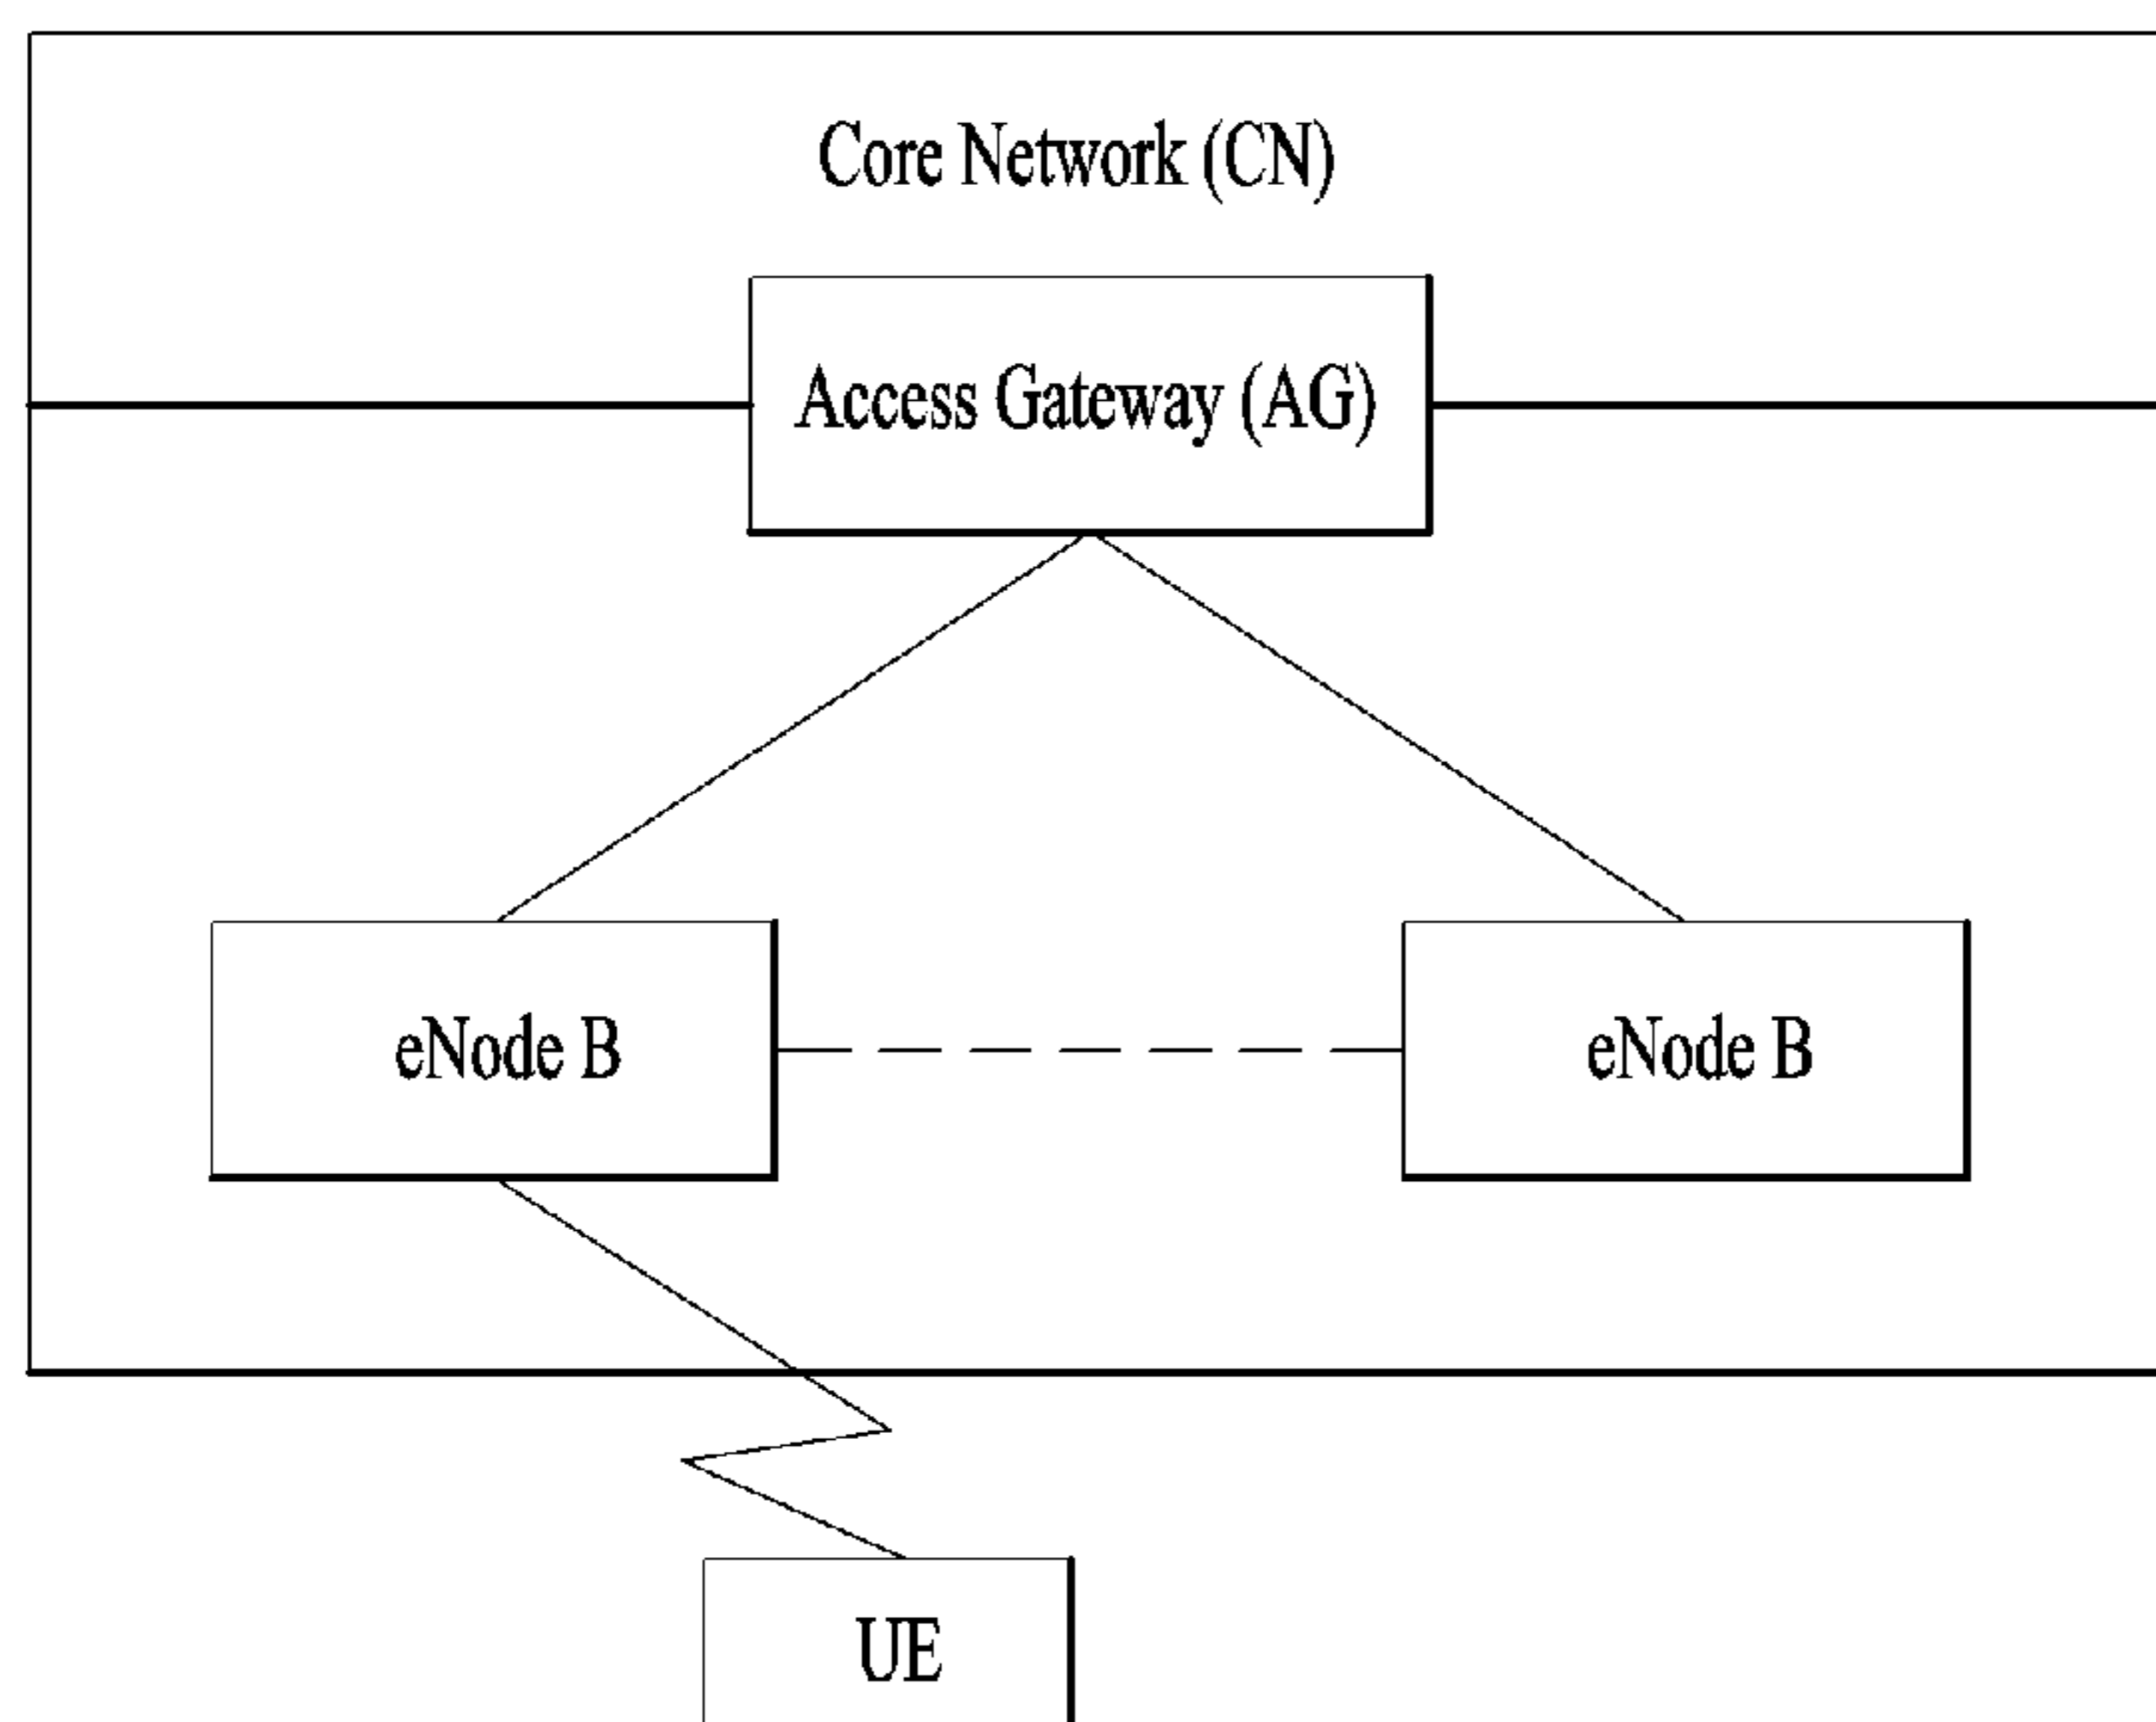 Core Network (CN)
Access Gateway (AG)
eNode B
eNode B
UE